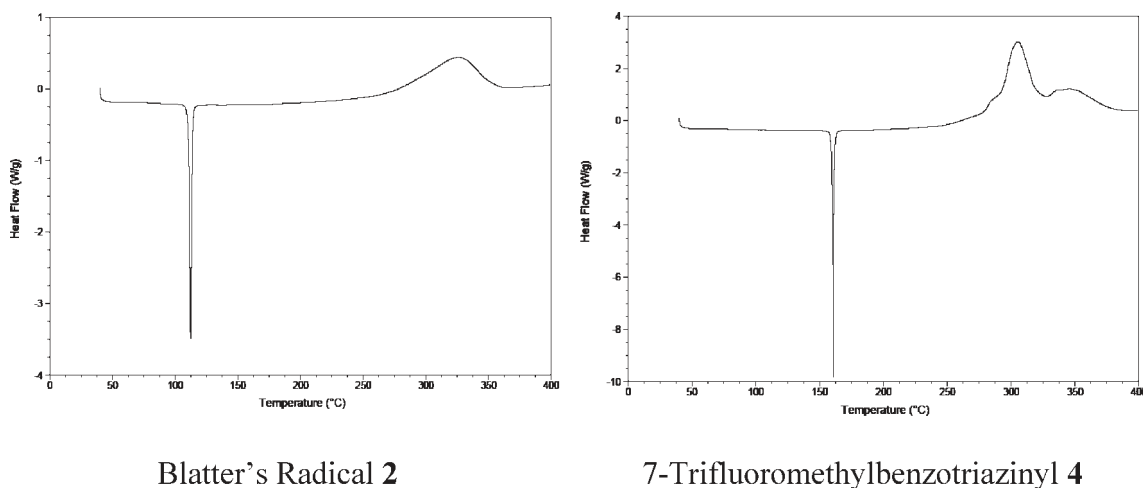 1
0
-1
-2
-3
-4
Heat Flow (W/g)
0 50 100 150 200 250 300 350 400
Temperature (°C)
4
2
0
-2
-4
-6
-8
-10
Heat Flow (W/g)
0 50 100 150 200 250 300 350 400
Temperature (°C)
Blatter’s Radical 2
7-Trifluoromethylbenzotriazinyl 4